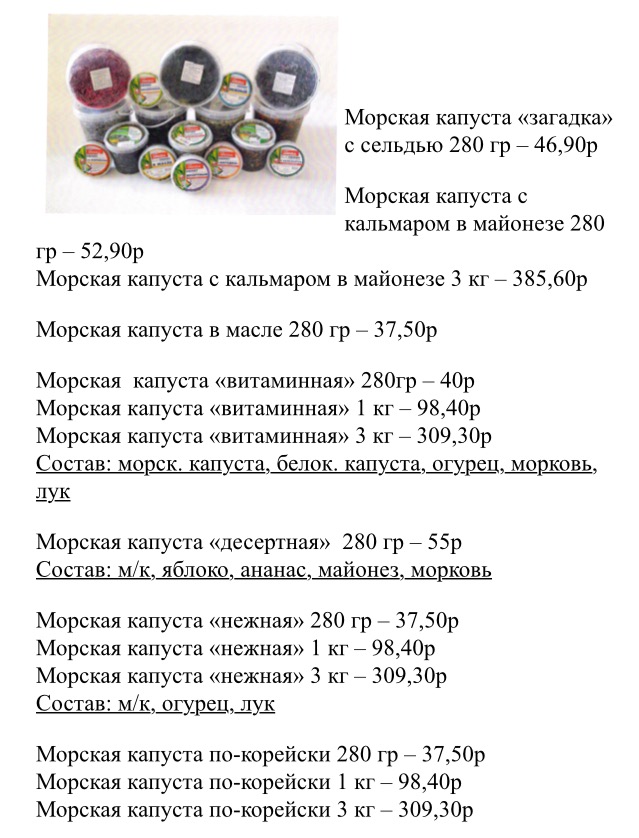 Морская капуста «загадка»
с сельдью 280 гр – 46,90р
Морская капуста с
кальмаром в майонезе 280
гр – 52,90р
Морская капуста с кальмаром в майонезе 3 кг – 385,60р
Морская капуста в масле 280 гр – 37,50р
Морская  капуста «витаминная» 280гр – 40р
Морская капуста «витаминная» 1 кг – 98,40р
Морская капуста «витаминная» 3 кг – 309,30р
Состав: морск. капуста, белок. капуста, огурец, морковь,
лук
Морская капуста «десертная»  280 гр – 55р
Состав: м/к, яблоко, ананас, майонез, морковь
Морская капуста «нежная» 280 гр – 37,50р
Морская капуста «нежная» 1 кг – 98,40р
Морская капуста «нежная» 3 кг – 309,30р
Состав: м/к, огурец, лук
Морская капуста по-корейски 280 гр – 37,50р
Морская капуста по-корейски 1 кг – 98,40р
Морская капуста по-корейски 3 кг – 309,30р